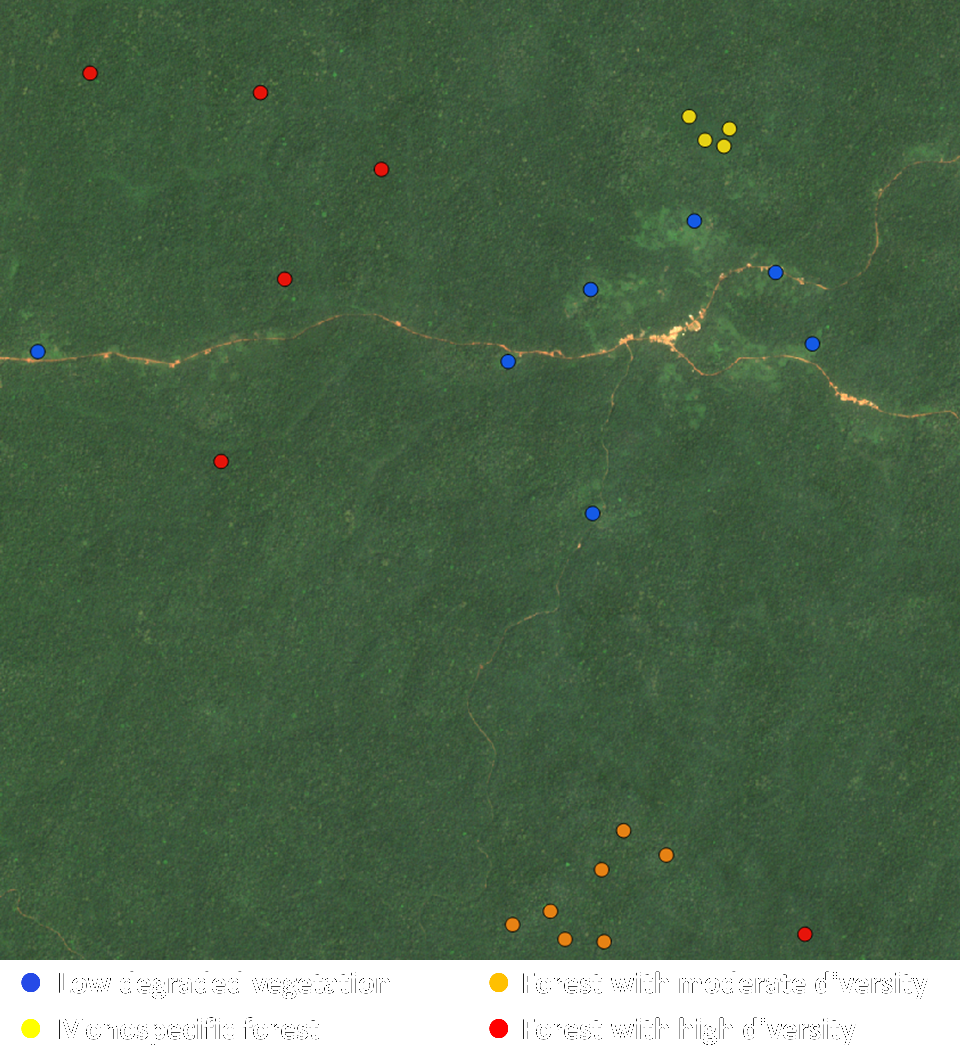 Low degraded vegetation
Forest with moderate diversity
Monospecific forest
Forest with high diversity